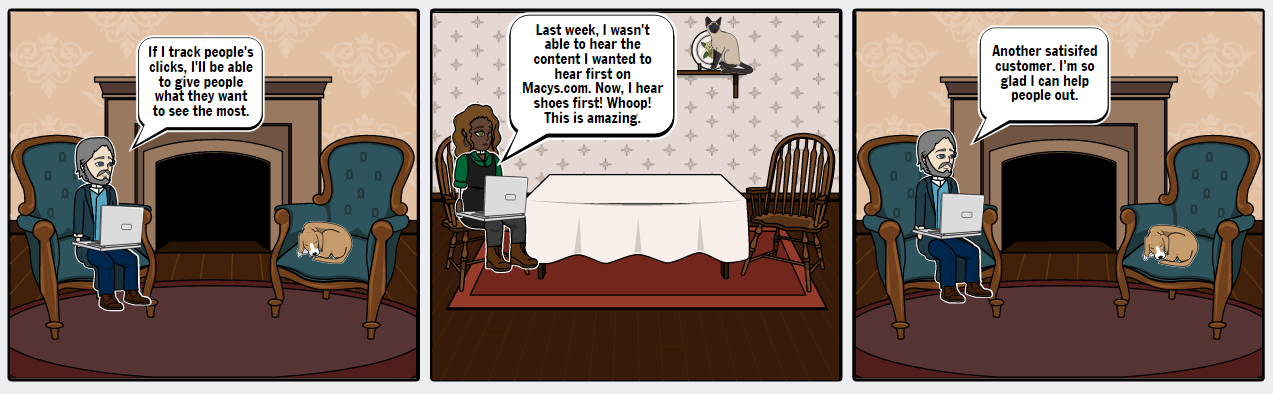 If I track people's
clicks, I'll be able
to give people
what they want
to see the most.
Last week, I wasn't
able to hear the
content I wanted to
hear first on
Macys.com. Now, I hear
shoes first! Whoop!
This is amazing.
Another satisifed
customer. I'm so
glad I can help
people out.